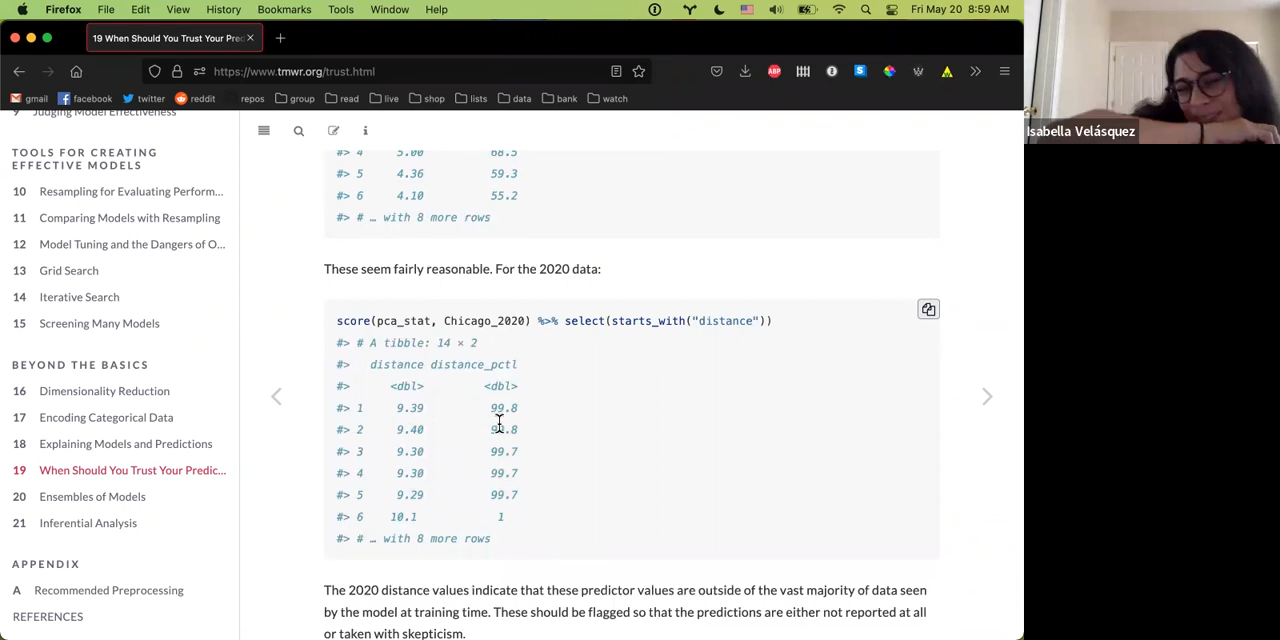 Firefox File Edit View History Bookmarks Tools Window Help Fri May 20 8:59 AM
19 When Should You Trust Your Pred
https://www.tmwr.org/trust.html
gmail facebook twitter reddit repos group read live shop lists data bank watch
9 Judging Model Effectiveness
TOOLS FOR CREATING
EFFECTIVE MODELS
10 Resampling for Evaluating Perform...
11 Comparing Models with Resampling
12 Model Tuning and the Dangers of O...
13 Grid Search
14 Iterative Search
15 Screening Many Models
BEYOND THE BASICS
16 Dimensionality Reduction
17 Encoding Categorical Data
18 Explaining Models and Predictions
19 When Should You Trust Your Predic...
20 Ensembles of Models
21 Inferential Analysis
APPENDIX
A Recommended Preprocessing
REFERENCES
#> 4 5.00 68.5
#> 5 4.36 59.3
#> 6 4.10 55.2
#> # … with 8 more rows
These seem fairly reasonable. For the 2020 data:
score(pca_stat, Chicago_2020) %>% select(starts_with("distance"))
#> # A tibble: 14 × 2
#> distance distance_pctl
#> <dbl> <dbl>
#> 1 9.39 99.8
#> 2 9.40 99.8
#> 3 9.30 99.7
#> 4 9.30 99.7
#> 5 9.29 99.7
#> 6 10.1 1
#> # … with 8 more rows
The 2020 distance values indicate that these predictor values are outside of the vast majority of data seen
by the model at training time. These should be flagged so that the predictions are either not reported at all
or taken with skepticism.
Isabella Velásquez